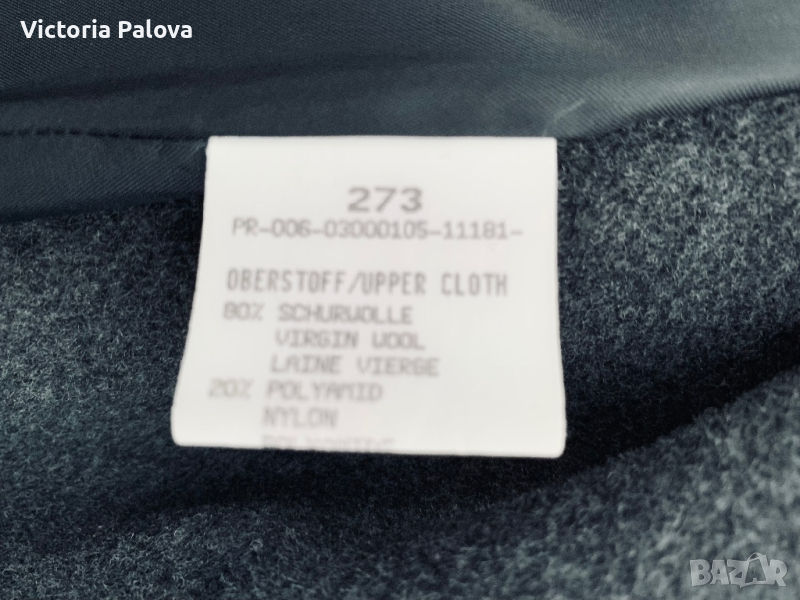 Victoria Palova
273
PR-006-03000105-11181-
OBERSTOFF/UPPER CLOTH
80% SCHURWOLLE
VIRGIN WOOL
LAINE VIERGE
20% POLYAMID
NYLON
BAZAR